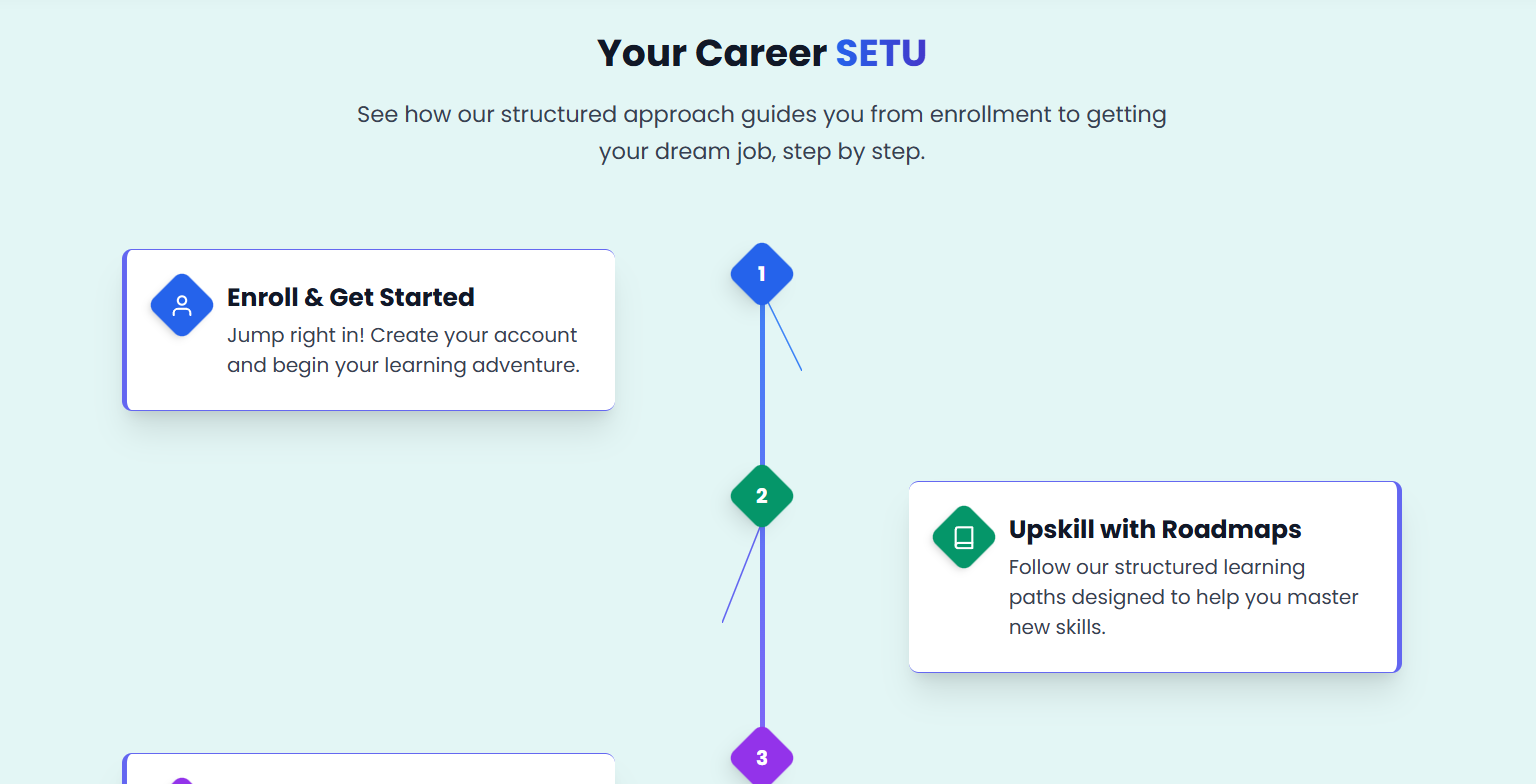 Your Career SETU
See how our structured approach guides you from enrollment to getting
your dream job, step by step.
1
Enroll & Get Started
Jump right in! Create your account
and begin your learning adventure.
2
Upskill with Roadmaps
Follow our structured learning
paths designed to help you master
new skills.
3